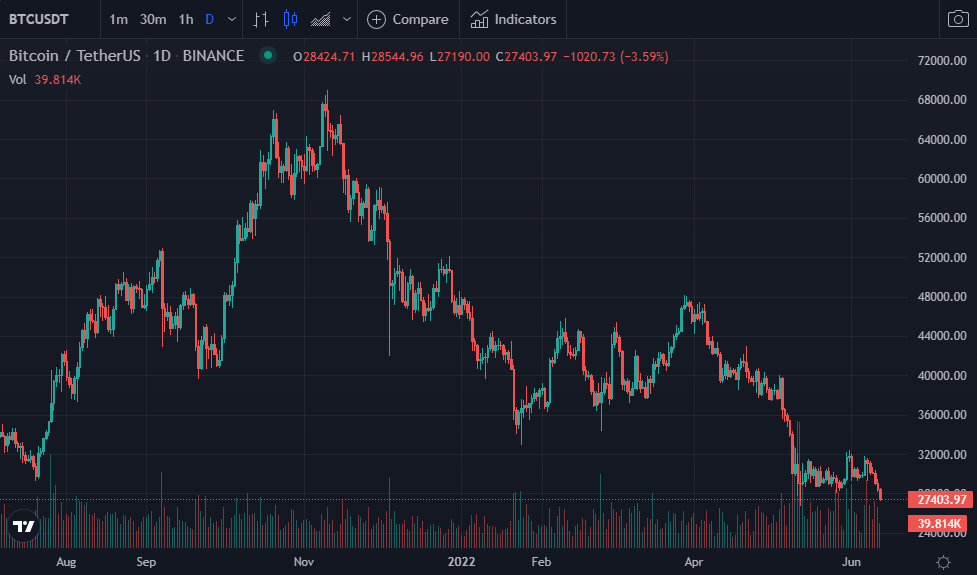 BTCUSDT 1m 30m 1h D Compare Indicators
Bitcoin / TetherUS · 1D · BINANCE O28424.71 H28544.96 L27190.00 C27403.97 −1020.73 (−3.59%)
Vol 39.814K
72000.00
68000.00
64000.00
60000.00
56000.00
52000.00
48000.00
44000.00
40000.00
36000.00
32000.00
27403.97
39.814K
24000.00
Aug Sep Nov 2022 Feb Apr Jun